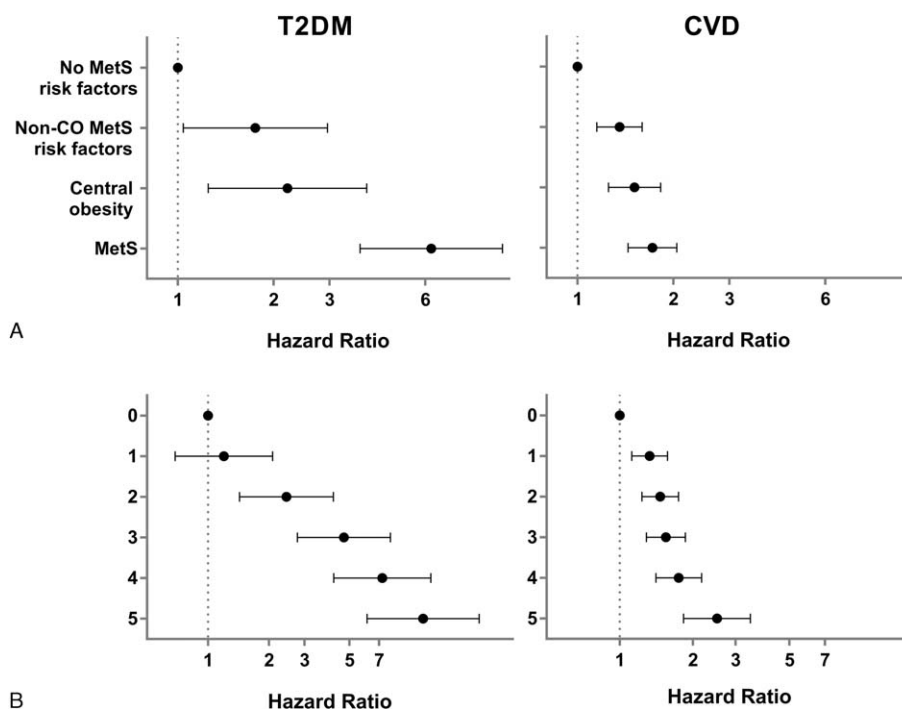 T2DM
CVD
No MetS
risk factors
Non-CO MetS
risk factors
Central
obesity
MetS
1 2 3 6
1 2 3 6
A
Hazard Ratio
Hazard Ratio
0
1
2
3
4
5
0
1
2
3
4
5
1 2 3 5 7
1 2 3 5 7
B
Hazard Ratio
Hazard Ratio